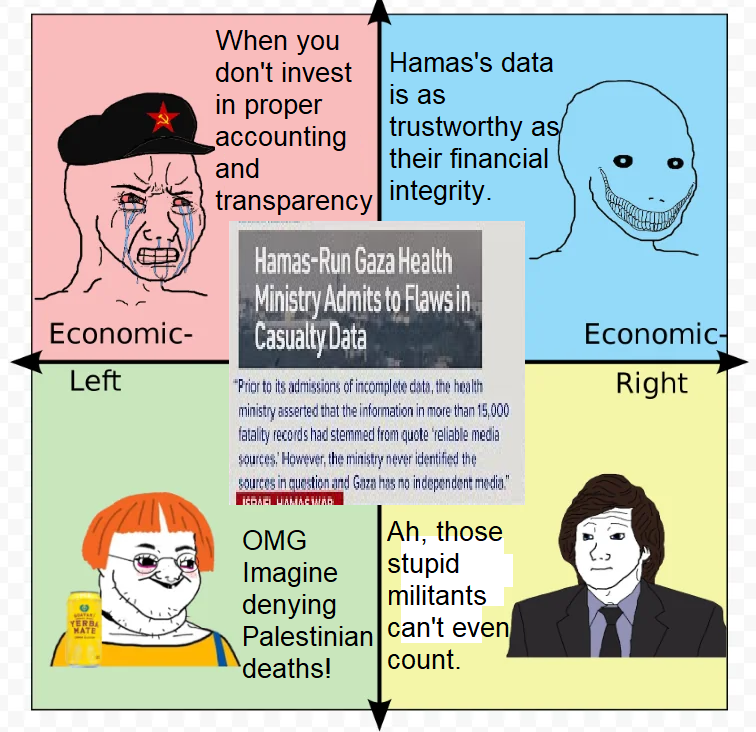 When you
don't invest
in proper
accounting
and
transparency
Hamas's data
is as
trustworthy as
their financial
integrity.
Hamas-Run Gaza Health
Ministry Admits to Flaws in
Casualty Data
"Prior to its admissions of incomplete data, the health
ministry asserted that the information in more than 15,000
fatality records had stemmed from quote 'reliable media
sources.' However, the ministry never identified the
sources in question and Gaza has no independent media."
ISRAEL HAMAS WAR
Economic-
Left
Economic-
Right
OMG
Imagine
denying
Palestinian
deaths!
YERBA
MATE
Ah, those
stupid
militants
can't even
count.